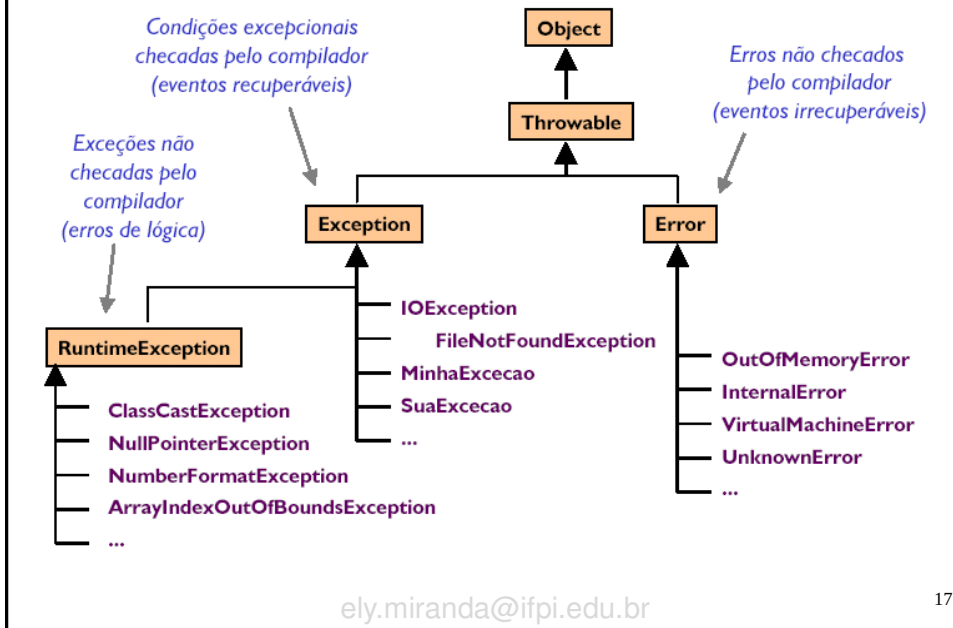 Condições excepcionais
checadas pelo compilador
(eventos recuperáveis)
Object
Erros não checados
pelo compilador
(eventos irrecuperáveis)
Throwable
Exceções não
checadas pelo
compilador
(erros de lógica)
Exception
Error
RuntimeException
IOException
FileNotFoundException
MinhaExcecao
SuaExcecao
...
OutOfMemoryError
InternalError
VirtualMachineError
UnknownError
...
ClassCastException
NullPointerException
NumberFormatException
ArrayIndexOutOfBoundsException
...
ely.miranda@ifpi.edu.br
17